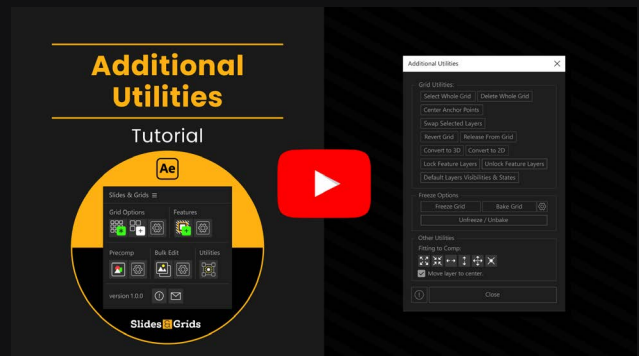 Additional
Utilities
Tutorial
Ae
Slides & Grids
Grid Options Features
Precomp Bulk Edit Utilities
version 1.0.0
Slides&Grids
Additional Utilities
Grid Utilities:
Select Whole Grid Delete Whole Grid
Center Anchor Points
Swap Selected Layers
Revert Grid Release From Grid
Convert to 3D Convert to 2D
Lock Feature Layers Unlock Feature Layers
Default Layers Visibilities & States
Freeze Options
Freeze Grid Bake Grid
Unfreeze / Unbake
Other Utilities
Fitting to Comp:
Move layer to center.
Close